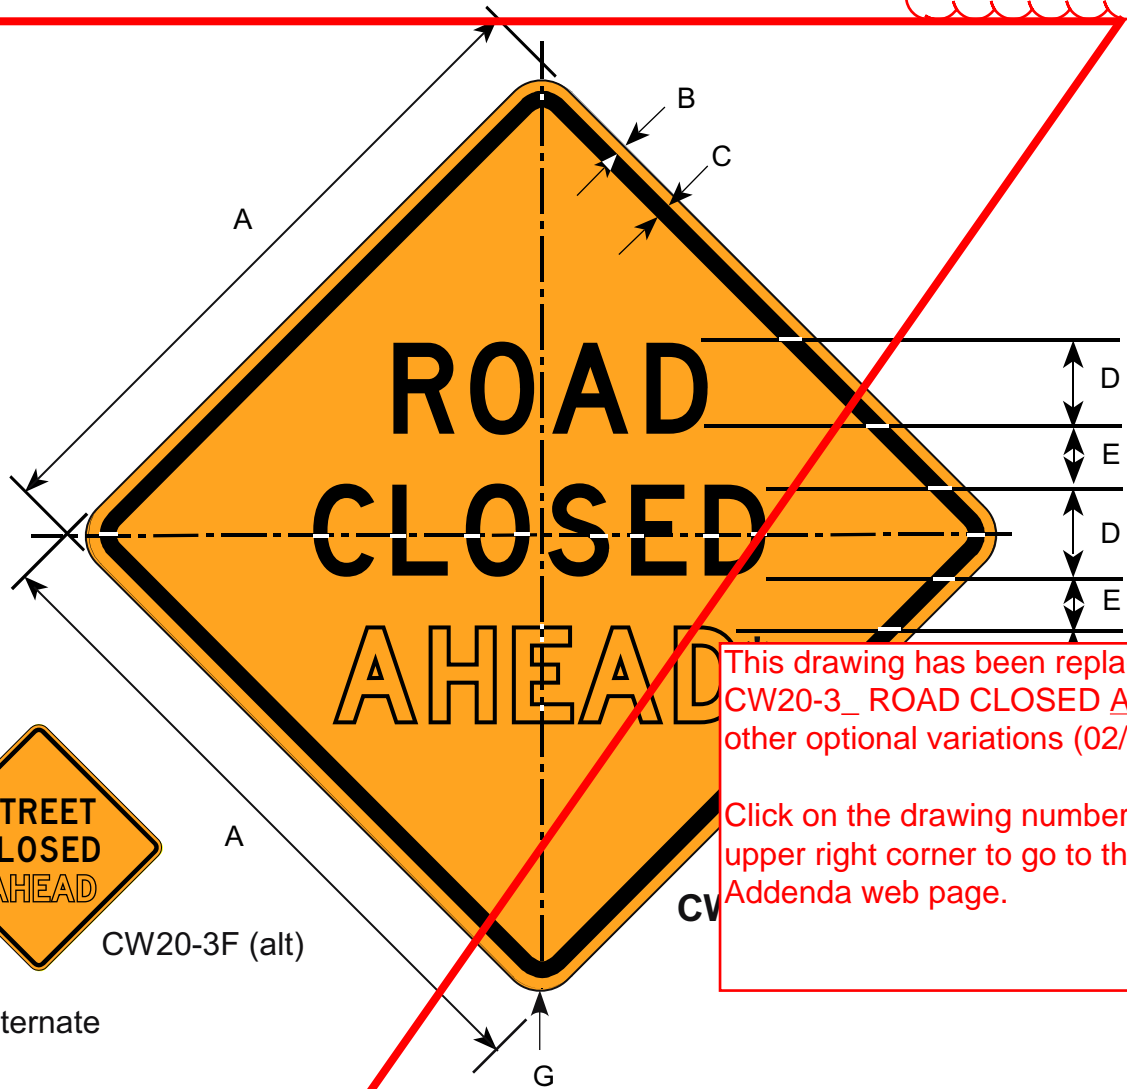 B
C
A
ROAD
D
E
CLOSED
D
E
AHEAD
This drawing has been repla
CW20-3_ ROAD CLOSED A
other optional variations (02/
Click on the drawing number
upper right corner to go to th
Addenda web page.
TREET
LOSED
AHEAD
A
CW
CW20-3F (alt)
ternate
G